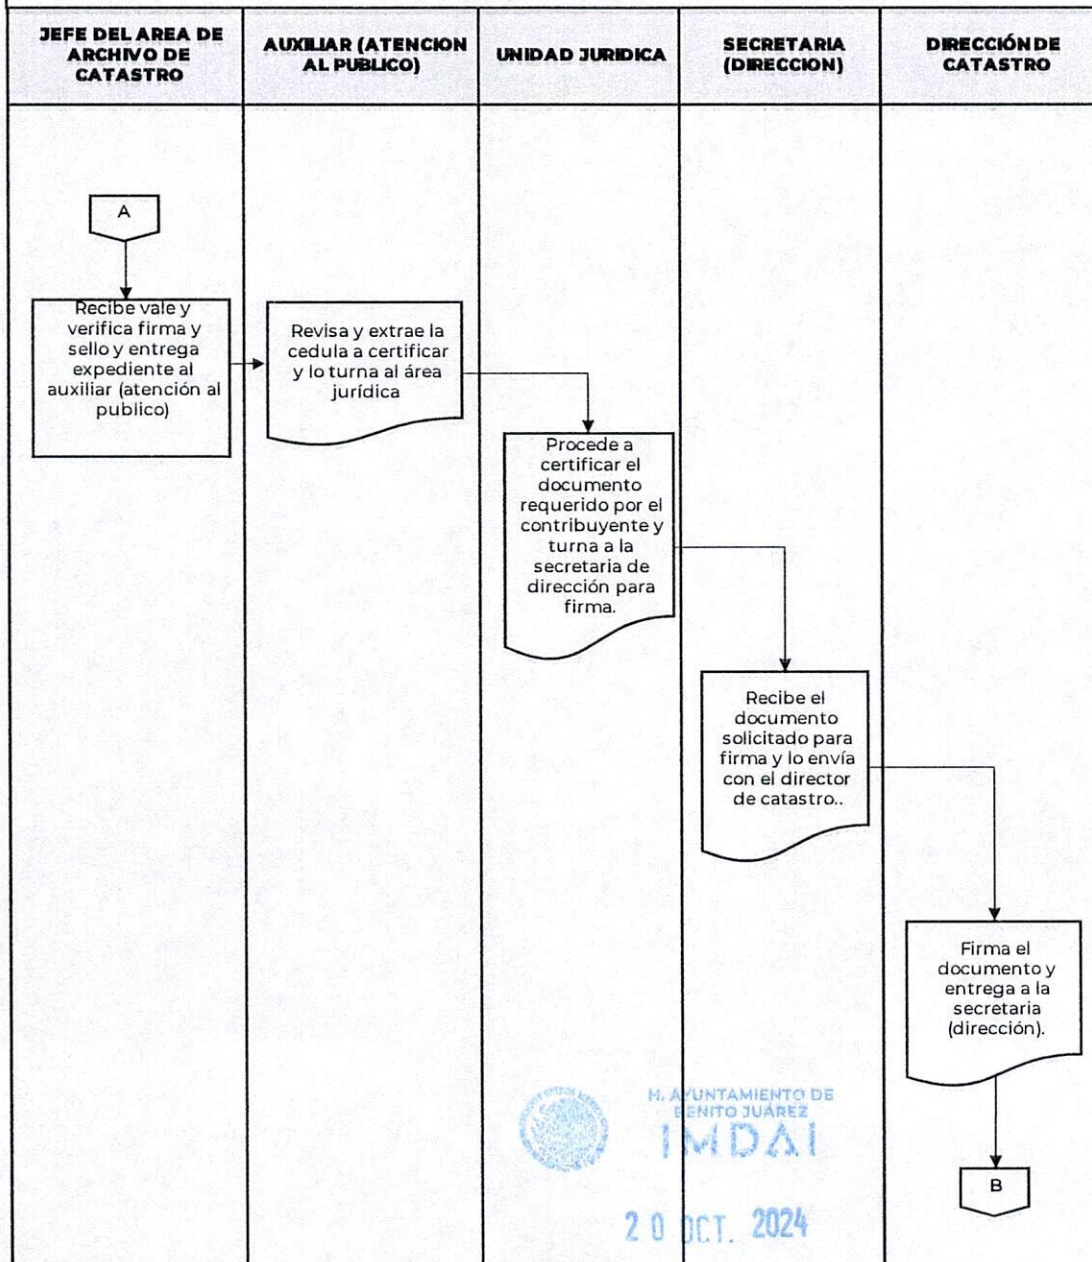 JEFE DEL AREA DE
ARCHIVO DE
CATASTRO
AUXILIAR (ATENCION
AL PUBLICO)
UNIDAD JURIDICA
SECRETARIA
(DIRECCION)
DIRECCIÓN DE
CATASTRO
A
Recibe vale y
verifica firma y
sello y entrega
expediente al
auxiliar (atención al
publico)
Revisa y extrae la
cedula a certificar
y lo turna al área
jurídica
Procede a
certificar el
documento
requerido por el
contribuyente y
turna a la
secretaria de
dirección para
firma.
Recibe el
documento
solicitado para
firma y lo envía
con el director
de catastro..
Firma el
documento y
entrega a la
secretaria
(dirección).
B
H. AYUNTAMIENTO DE
BENITO JUÁREZ
IMDAI
20 OCT. 2024